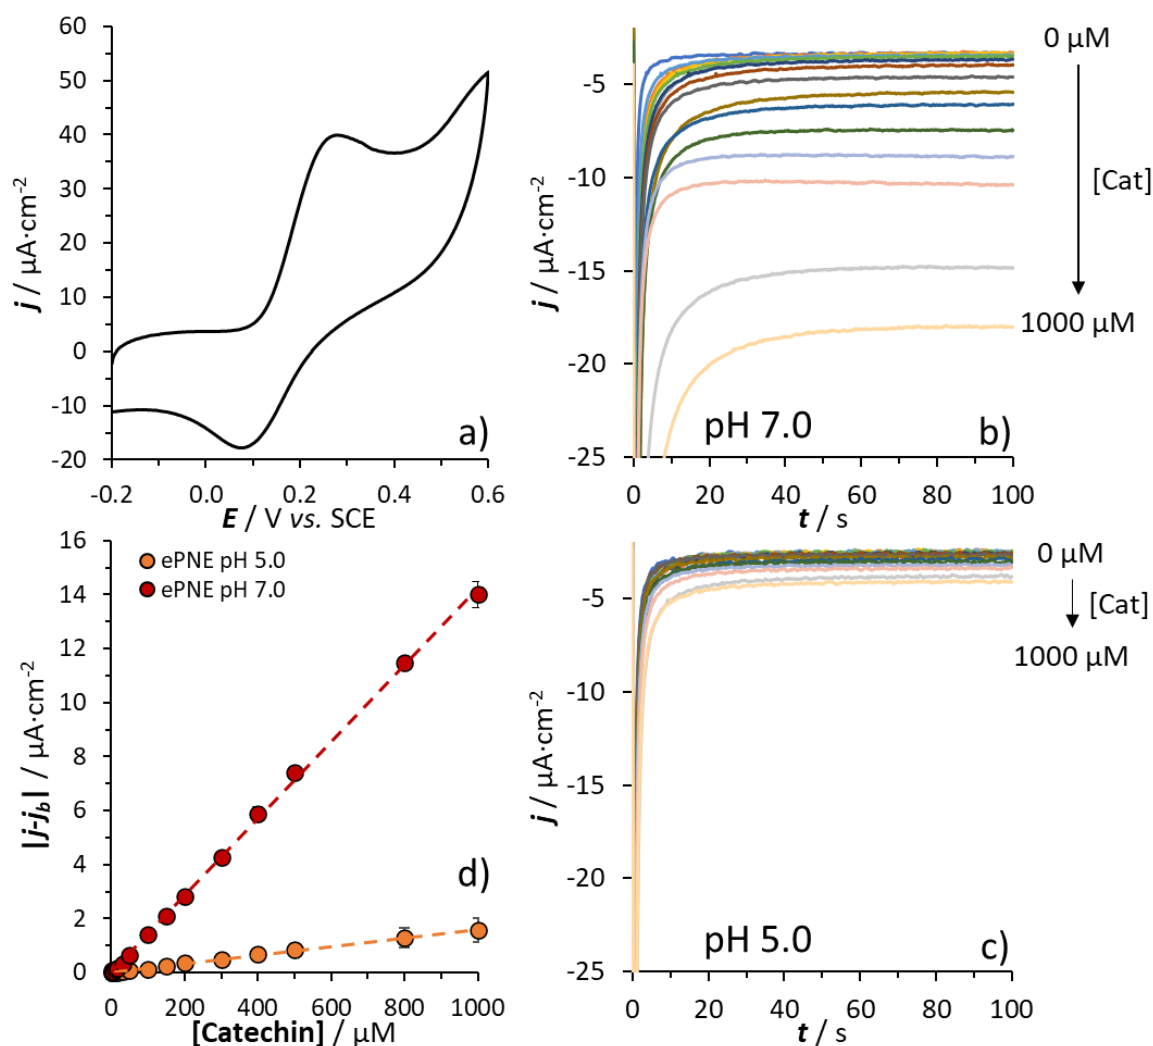 60
50
40
30
20
10
0
-10
-20
j / µA·cm-2
-0.2
0.0
0.2
0.4
0.6
E / V vs. SCE
a)
-5
-10
-15
-20
-25
j / µA·cm-2
0
20
40
60
80
100
t / s
pH 7.0
b)
0 µM
[Cat]
1000 µM
16
14
12
10
8
6
4
2
0
|j-jb| / µA·cm-2
ePNE pH 5.0
ePNE pH 7.0
d)
0
200
400
600
800
1000
[Catechin] / µM
-5
-10
-15
-20
-25
j / µA·cm-2
0
20
40
60
80
100
t / s
pH 5.0
c)
0 µM
[Cat]
1000 µM